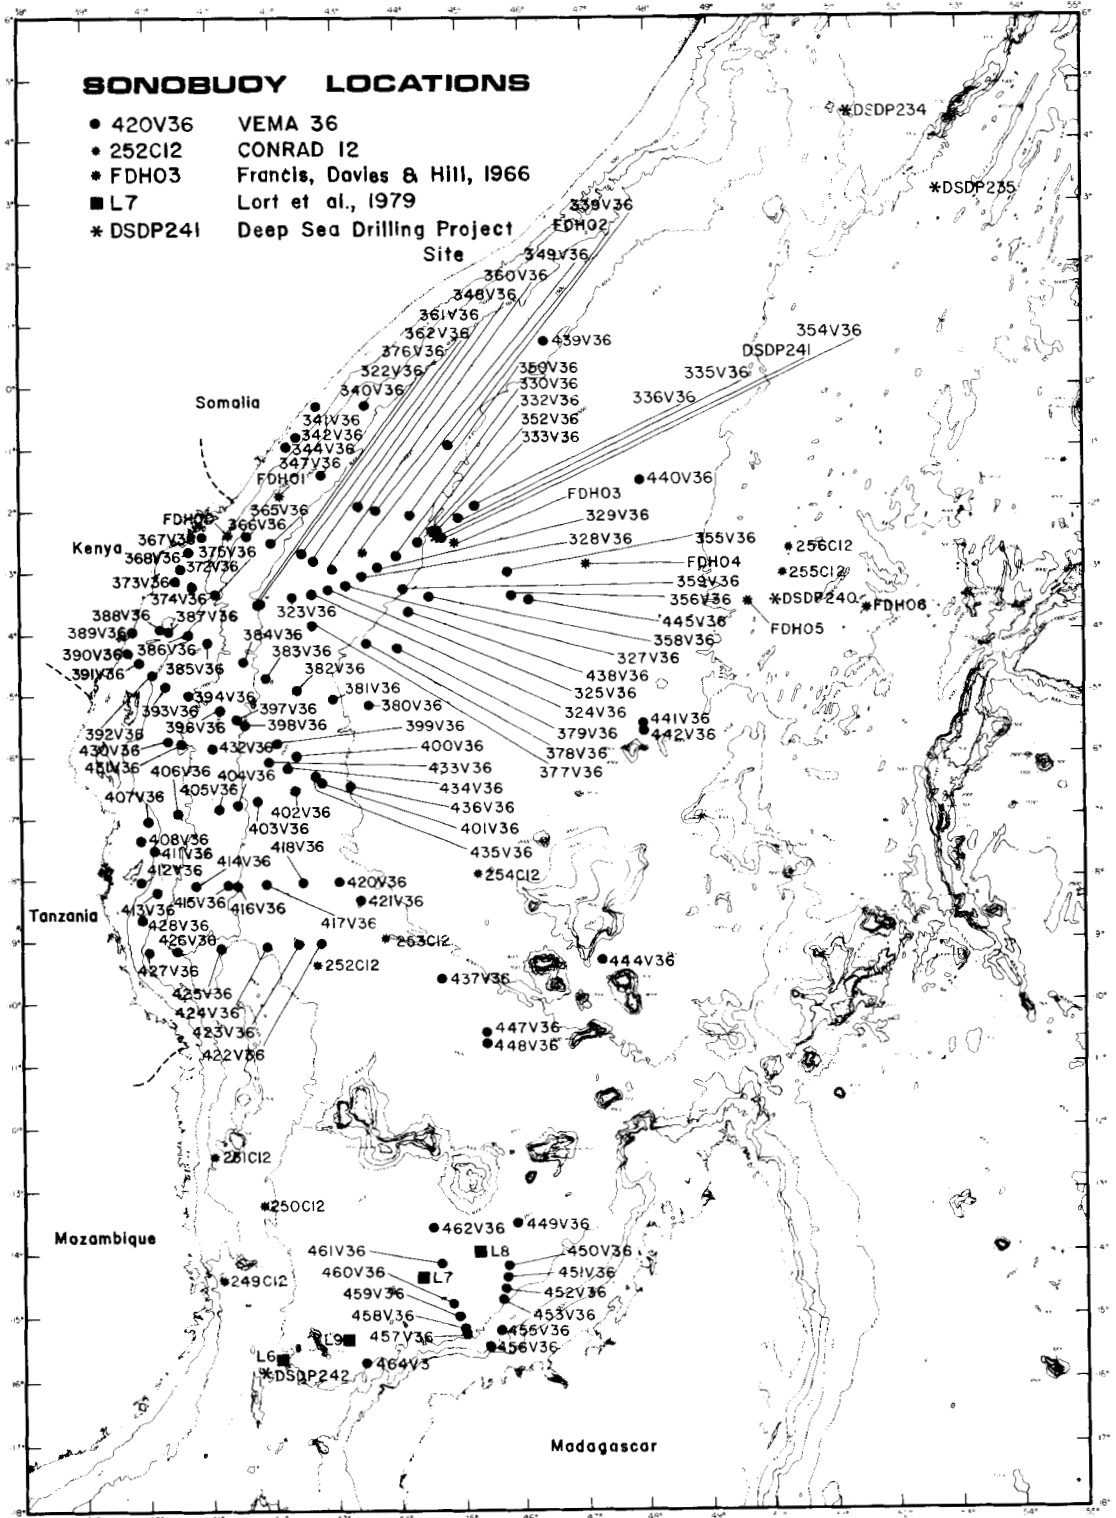 SONOBUOY LOCATIONS
● 420V36 VEMA 36
* 252C12 CONRAD 12
* FDH03 Francis, Davies & Hill, 1966
■ L7 Lort et al., 1979
* DSDP241 Deep Sea Drilling Project
Site
DSDP234
DSDP235
339V36
FDH02
349V36
360V36
348V36
361V36
362V36
376V36
322V36
340V36
439V36
354V36
DSDP241
335V36
336V36
350V36
330V36
332V36
352V36
333V36
Somalia
341V36
342V36
344V36
347V36
FDH01
365V36
366V36
440V36
FDH03
329V36
328V36
355V36
256C12
FDH04
255C12
359V36
356V36
DSDP240
FDH06
FDH05
445V36
358V36
327V36
438V36
325V36
324V36
379V36
378V36
377V36
367V36
Kenya
375V36
368V36
372V36
373V36
374V36
323V36
388V36
387V36
384V36
389V36
386V36
383V36
390V36
385V36
382V36
391V36
381V36
394V36
380V36
393V36
397V36
396V36
398V36
399V36
392V36
430V36
432V36
400V36
431V36
433V36
406V36
404V36
434V36
405V36
436V36
407V36
402V36
401V36
403V36
435V36
441V36
442V36
408V36
411V36
414V36
418V36
412V36
254C12
420V36
415V36
416V36
421V36
Tanzania
413V36
417V36
428V36
426V36
253C12
427V36
252C12
444V36
437V36
425V36
424V36
423V36
422V36
447V36
448V36
251C12
250C12
Mozambique
462V36
449V36
461V36
L8
450V36
460V36
L7
451V36
249C12
459V36
452V36
458V36
453V36
457V36
455V36
L9
456V36
L6
464V3
DSDP242
Madagascar